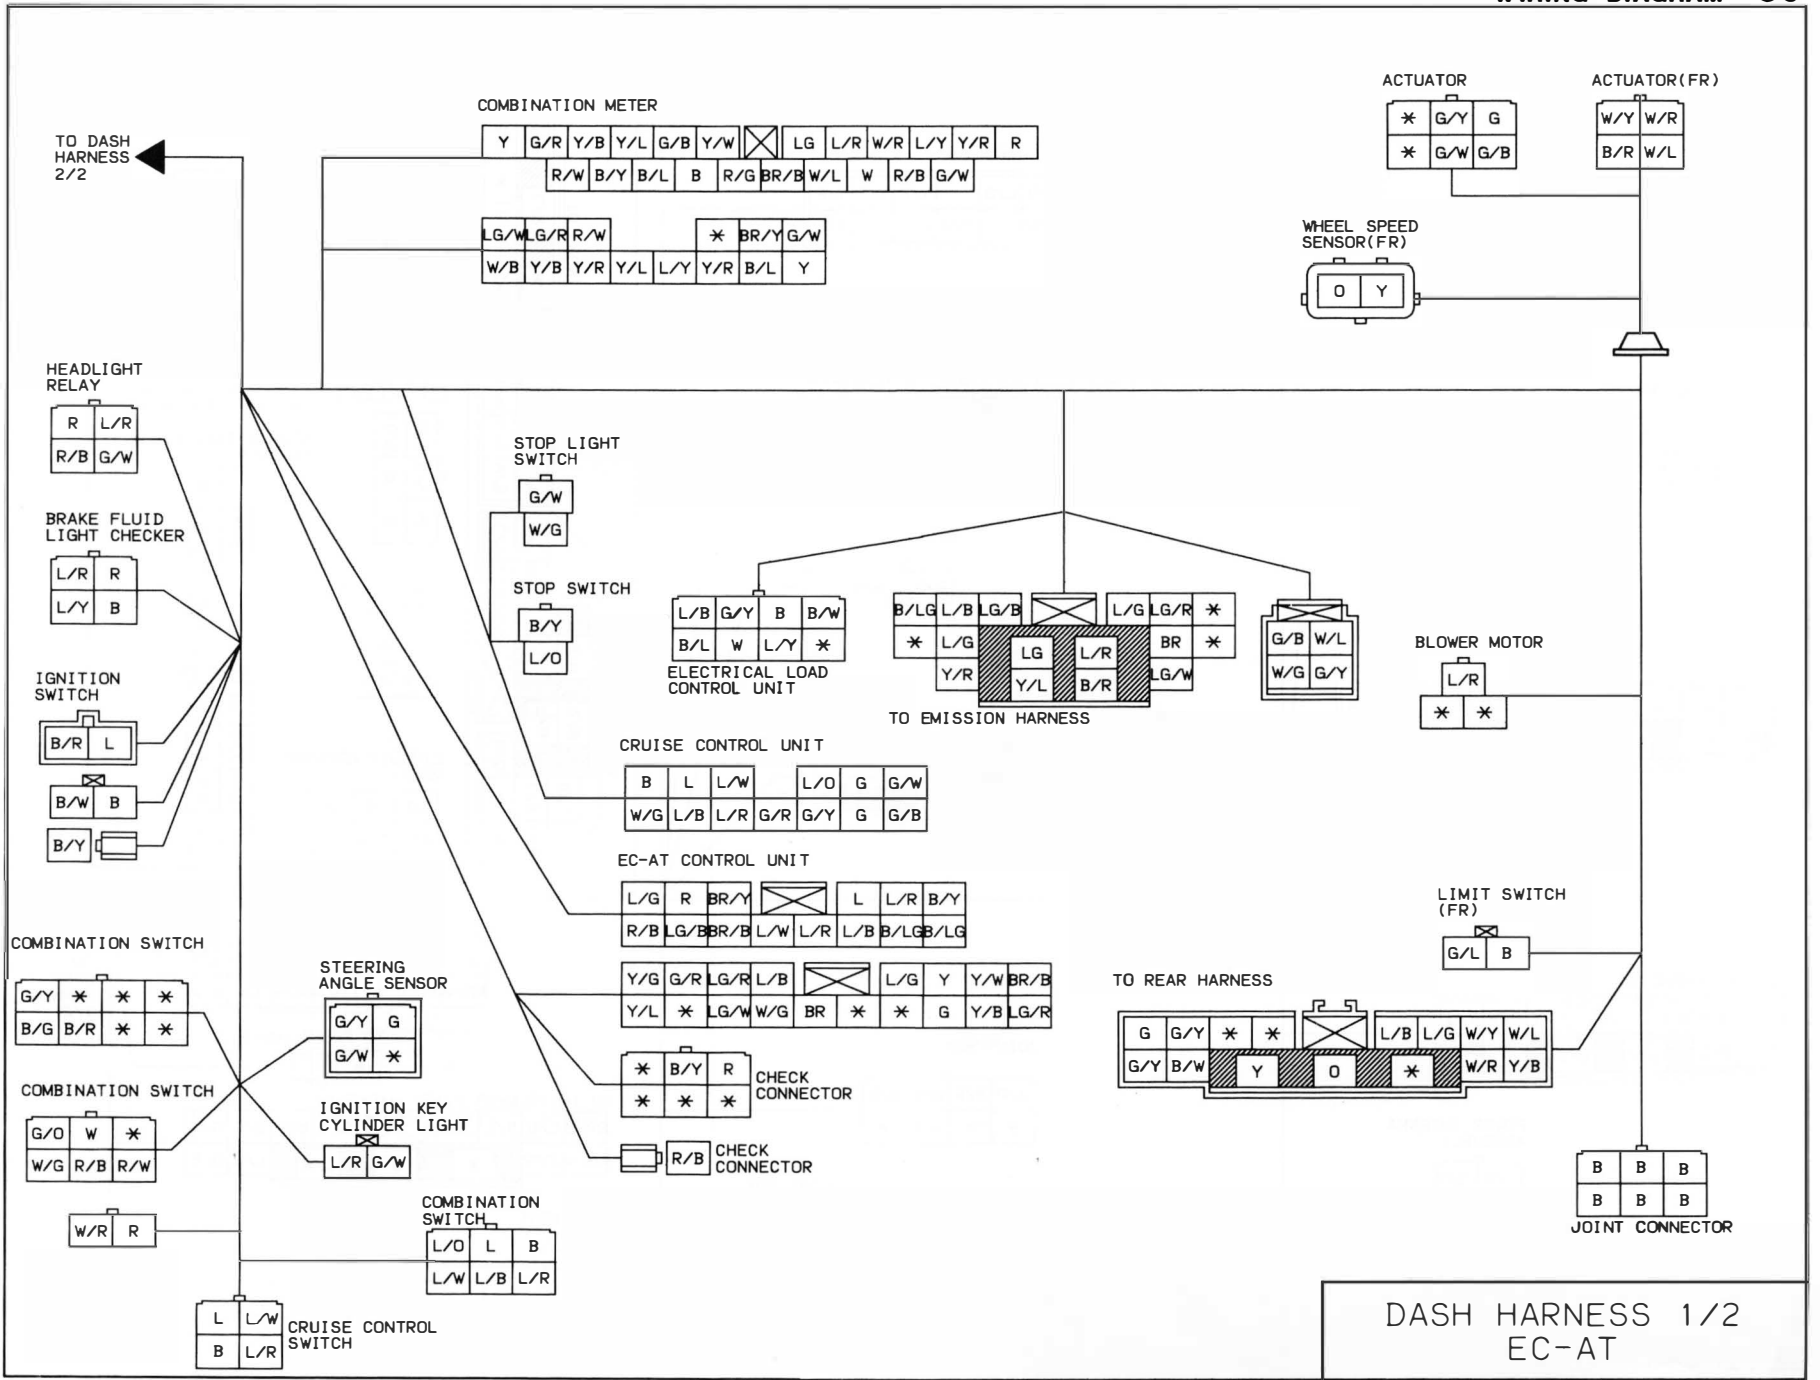 ACTUATOR
ACTUATOR(FR)
* G/Y G
* G/W G/B
W/Y W/R
B/R W/L
COMBINATION METER
Y G/R Y/B Y/L G/B Y/W LG L/R W/R L/Y Y/R R
R/W B/Y B/L B R/G BR/B W/L W R/B G/W
LG/W LG/R R/W * BR/Y G/W
W/B Y/B Y/R Y/L L/Y Y/R B/L Y
TO DASH
HARNESS
2/2
WHEEL SPEED
SENSOR(FR)
O Y
HEADLIGHT
RELAY
R L/R
R/B G/W
BRAKE FLUID
LIGHT CHECKER
L/R R
L/Y B
IGNITION
SWITCH
B/R L
B/W B
B/Y
STOP LIGHT
SWITCH
G/W
W/G
STOP SWITCH
B/Y
L/O
L/B G/Y B B/W
B/L W L/Y *
ELECTRICAL LOAD
CONTROL UNIT
B/LG L/B LG/B L/G LG/R *
* L/G LG L/R BR *
Y/R Y/L B/R LG/W
TO EMISSION HARNESS
G/B W/L
W/G G/Y
BLOWER MOTOR
L/R
* *
CRUISE CONTROL UNIT
B L L/W L/O G G/W
W/G L/B L/R G/R G/Y G G/B
EC-AT CONTROL UNIT
L/G R BR/Y L L/R B/Y
R/B LG/B BR/B L/W L/R L/B B/LG B/LG
Y/G G/R LG/R L/B L/G Y Y/W BR/B
Y/L * LG/W W/G BR * * G Y/B LG/R
* B/Y R
* * *
CHECK
CONNECTOR
R/B
CHECK
CONNECTOR
LIMIT SWITCH
(FR)
G/L B
TO REAR HARNESS
G G/Y * * L/B L/G W/Y W/L
G/Y B/W Y O * W/R Y/B
COMBINATION SWITCH
G/Y * * *
B/G B/R * *
STEERING
ANGLE SENSOR
G/Y G
G/W *
COMBINATION SWITCH
G/O W *
W/G R/B R/W
IGNITION KEY
CYLINDER LIGHT
L/R G/W
W/R R
COMBINATION
SWITCH
L/O L B
L/W L/B L/R
L L/W
B L/R
CRUISE CONTROL
SWITCH
B B B
B B B
JOINT CONNECTOR
DASH HARNESS 1/2
EC-AT